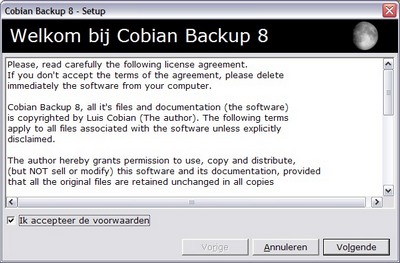 Cobian Backup 8 - Setup
Welkom bij Cobian Backup 8
Please, read carefully the following license agreement.
If you don't accept the terms of the agreement, please delete
immediately the software from your computer.
Cobian Backup 8, all it's files and documentation (the software)
is copyrighted by Luis Cobian (The author). The following terms
apply to all files associated with the software unless explicitly
disclaimed.
The author hereby grants permission to use, copy and distribute,
(but NOT sell or modify) this software and its documentation, provided
that all the original files are retained unchanged in all copies
Ik accepteer de voorwaarden
Vorige
Annuleren
Volgende